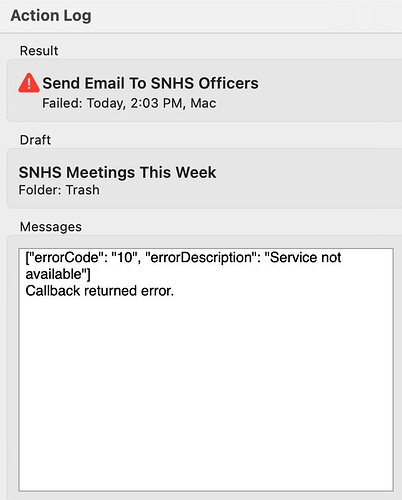 Action Log
Result
Send Email To SNHS Officers
Failed: Today, 2:03 PM, Mac
Draft
SNHS Meetings This Week
Folder: Trash
Messages
["errorCode": "10", "errorDescription": "Service not
available"]
Callback returned error.